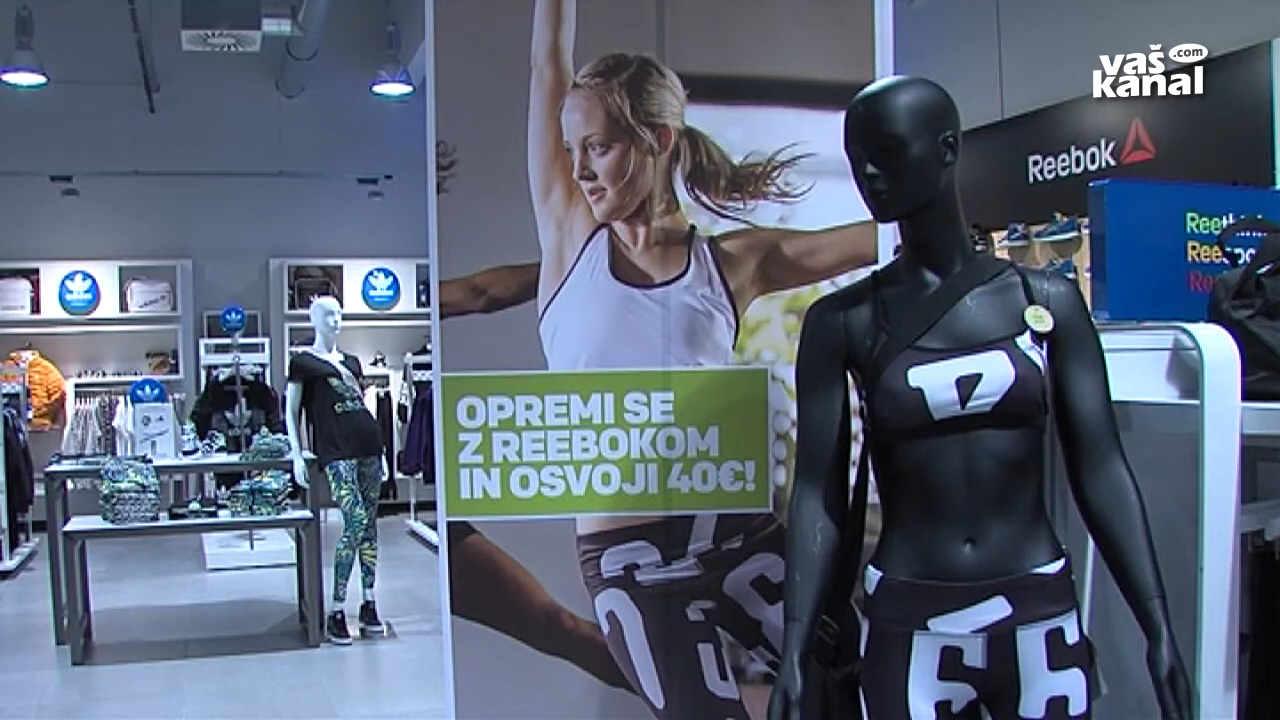 vaš
.com
kanal
Reebok
OPREMI SE
Z REEBOKOM
IN OSVOJI 40€!